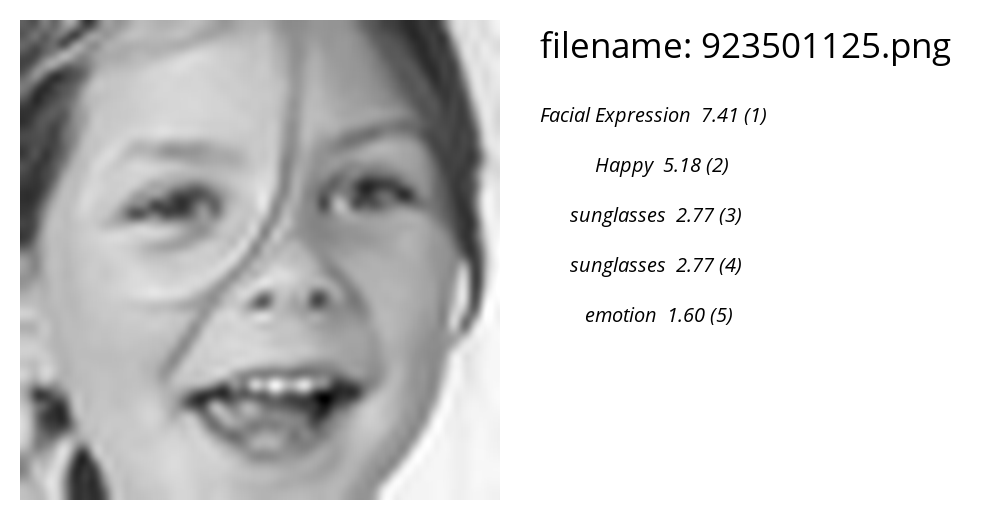 filename: 923501125.png
Facial Expression 7.41 (1)
Happy 5.18 (2)
sunglasses 2.77 (3)
sunglasses 2.77 (4)
emotion 1.60 (5)